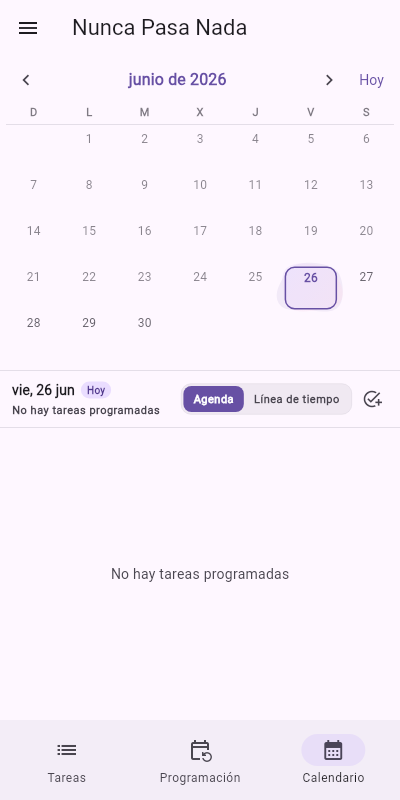 Nunca Pasa Nada
junio de 2026 Hoy
D L M X J V S
1 2 3 4 5 6
7 8 9 10 11 12 13
14 15 16 17 18 19 20
21 22 23 24 25 26 27
28 29 30
vie, 26 jun Hoy
No hay tareas programadas
Agenda Línea de tiempo
No hay tareas programadas
Tareas Programación Calendario